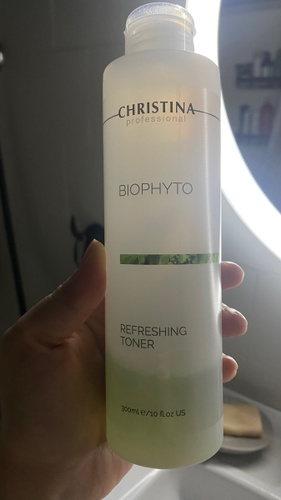 CHRISTINA
professional
BIOPHYTO
REFRESHING
TONER
300ml e/10 fl.oz US